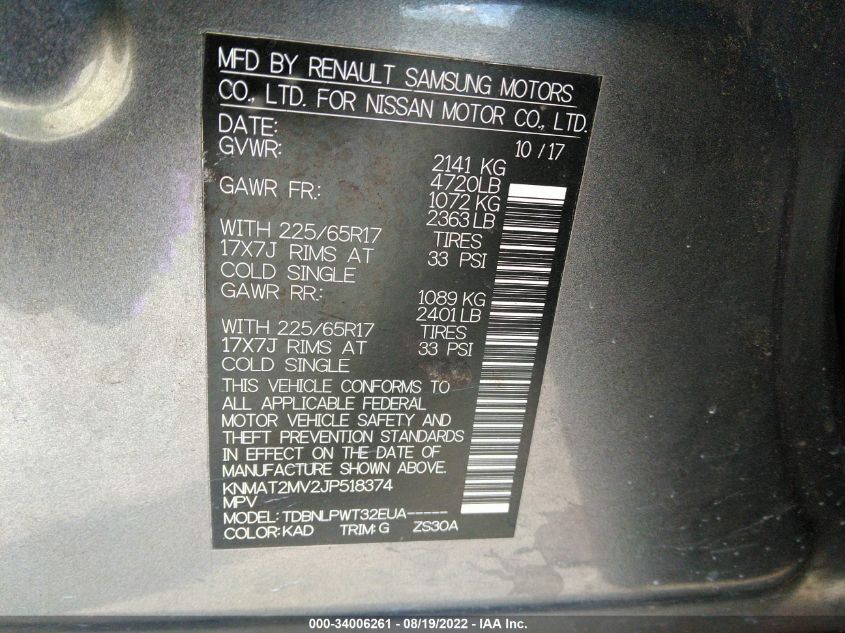 MFD BY RENAULT SAMSUNG MOTORS
CO., LTD. FOR NISSAN MOTOR CO., LTD.
DATE: 10 / 17
GVWR: 2141 KG
4720LB
GAWR FR.: 1072 KG
2363 LB
WITH 225/65R17 TIRES
17X7J RIMS AT 33 PSI
COLD SINGLE
GAWR RR.: 1089 KG
2401 LB
WITH 225/65R17 TIRES
17X7J RIMS AT 33 PSI
COLD SINGLE
THIS VEHICLE CONFORMS TO
ALL APPLICABLE FEDERAL
MOTOR VEHICLE SAFETY AND
THEFT PREVENTION STANDARDS
IN EFFECT ON THE DATE OF
MANUFACTURE SHOWN ABOVE.
KNMAT2MV2JP518374
MPV
MODEL: TDBNLPWT32EUA-----
COLOR: KAD TRIM: G ZS30A
000-34006261 - 08/19/2022 - IAA Inc.